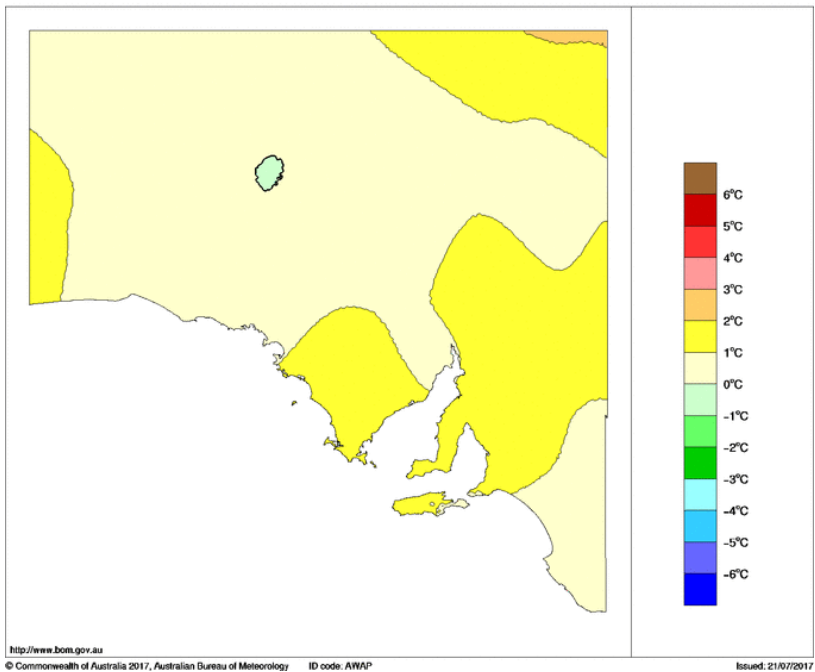 6°C
5°C
4°C
3°C
2°C
1°C
0°C
-1°C
-2°C
-3°C
-4°C
-5°C
-6°C
http://www.bom.gov.au
© Commonwealth of Australia 2017, Australian Bureau of Meteorology ID code: AWAP Issued: 21/07/2017